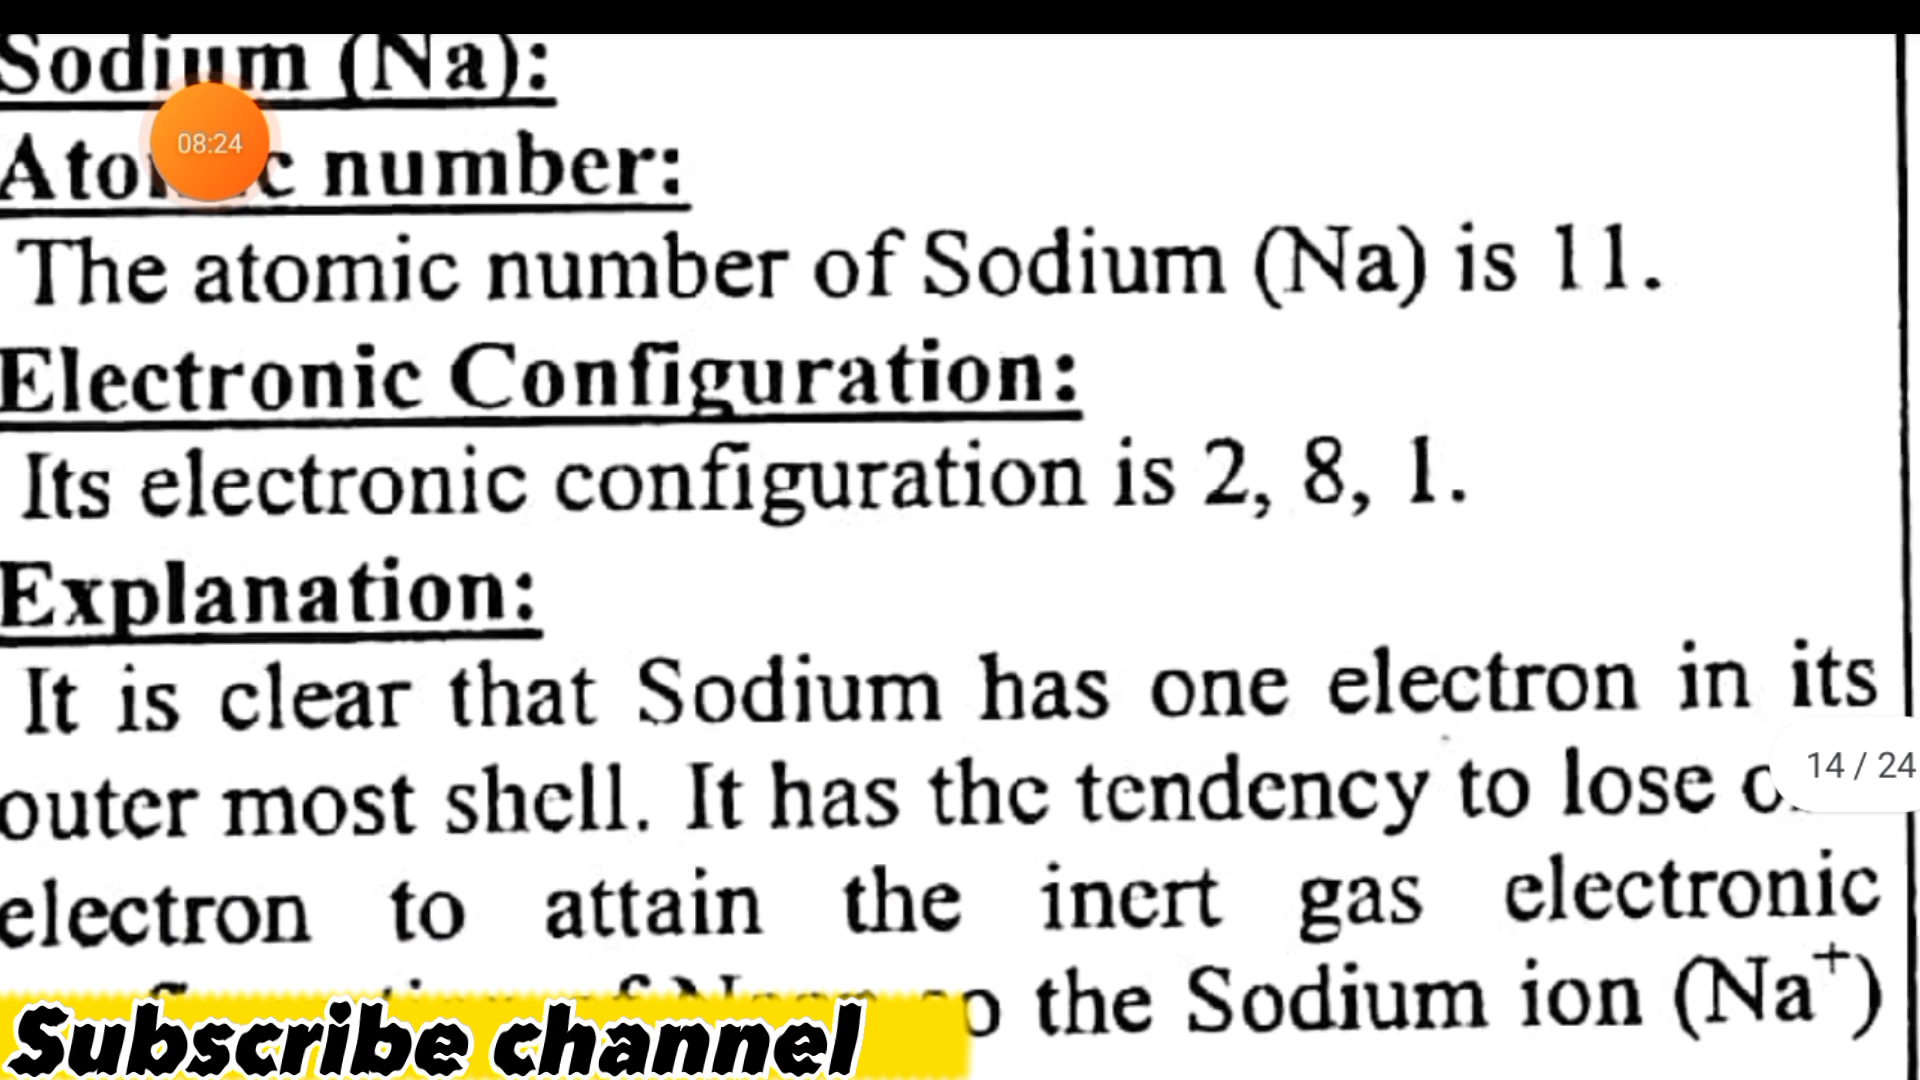 Sodium (Na):
08:24
number:
The atomic number of Sodium (Na) is 11.
Electronic Configuration:
Its electronic configuration is 2, 8, 1.
Explanation:
It is clear that Sodium has one electron in its
outer most shell. It has the tendency to lose
14 / 24
electron to attain the inert gas electronic
the Sodium ion (Na⁺)
Subscribe channel